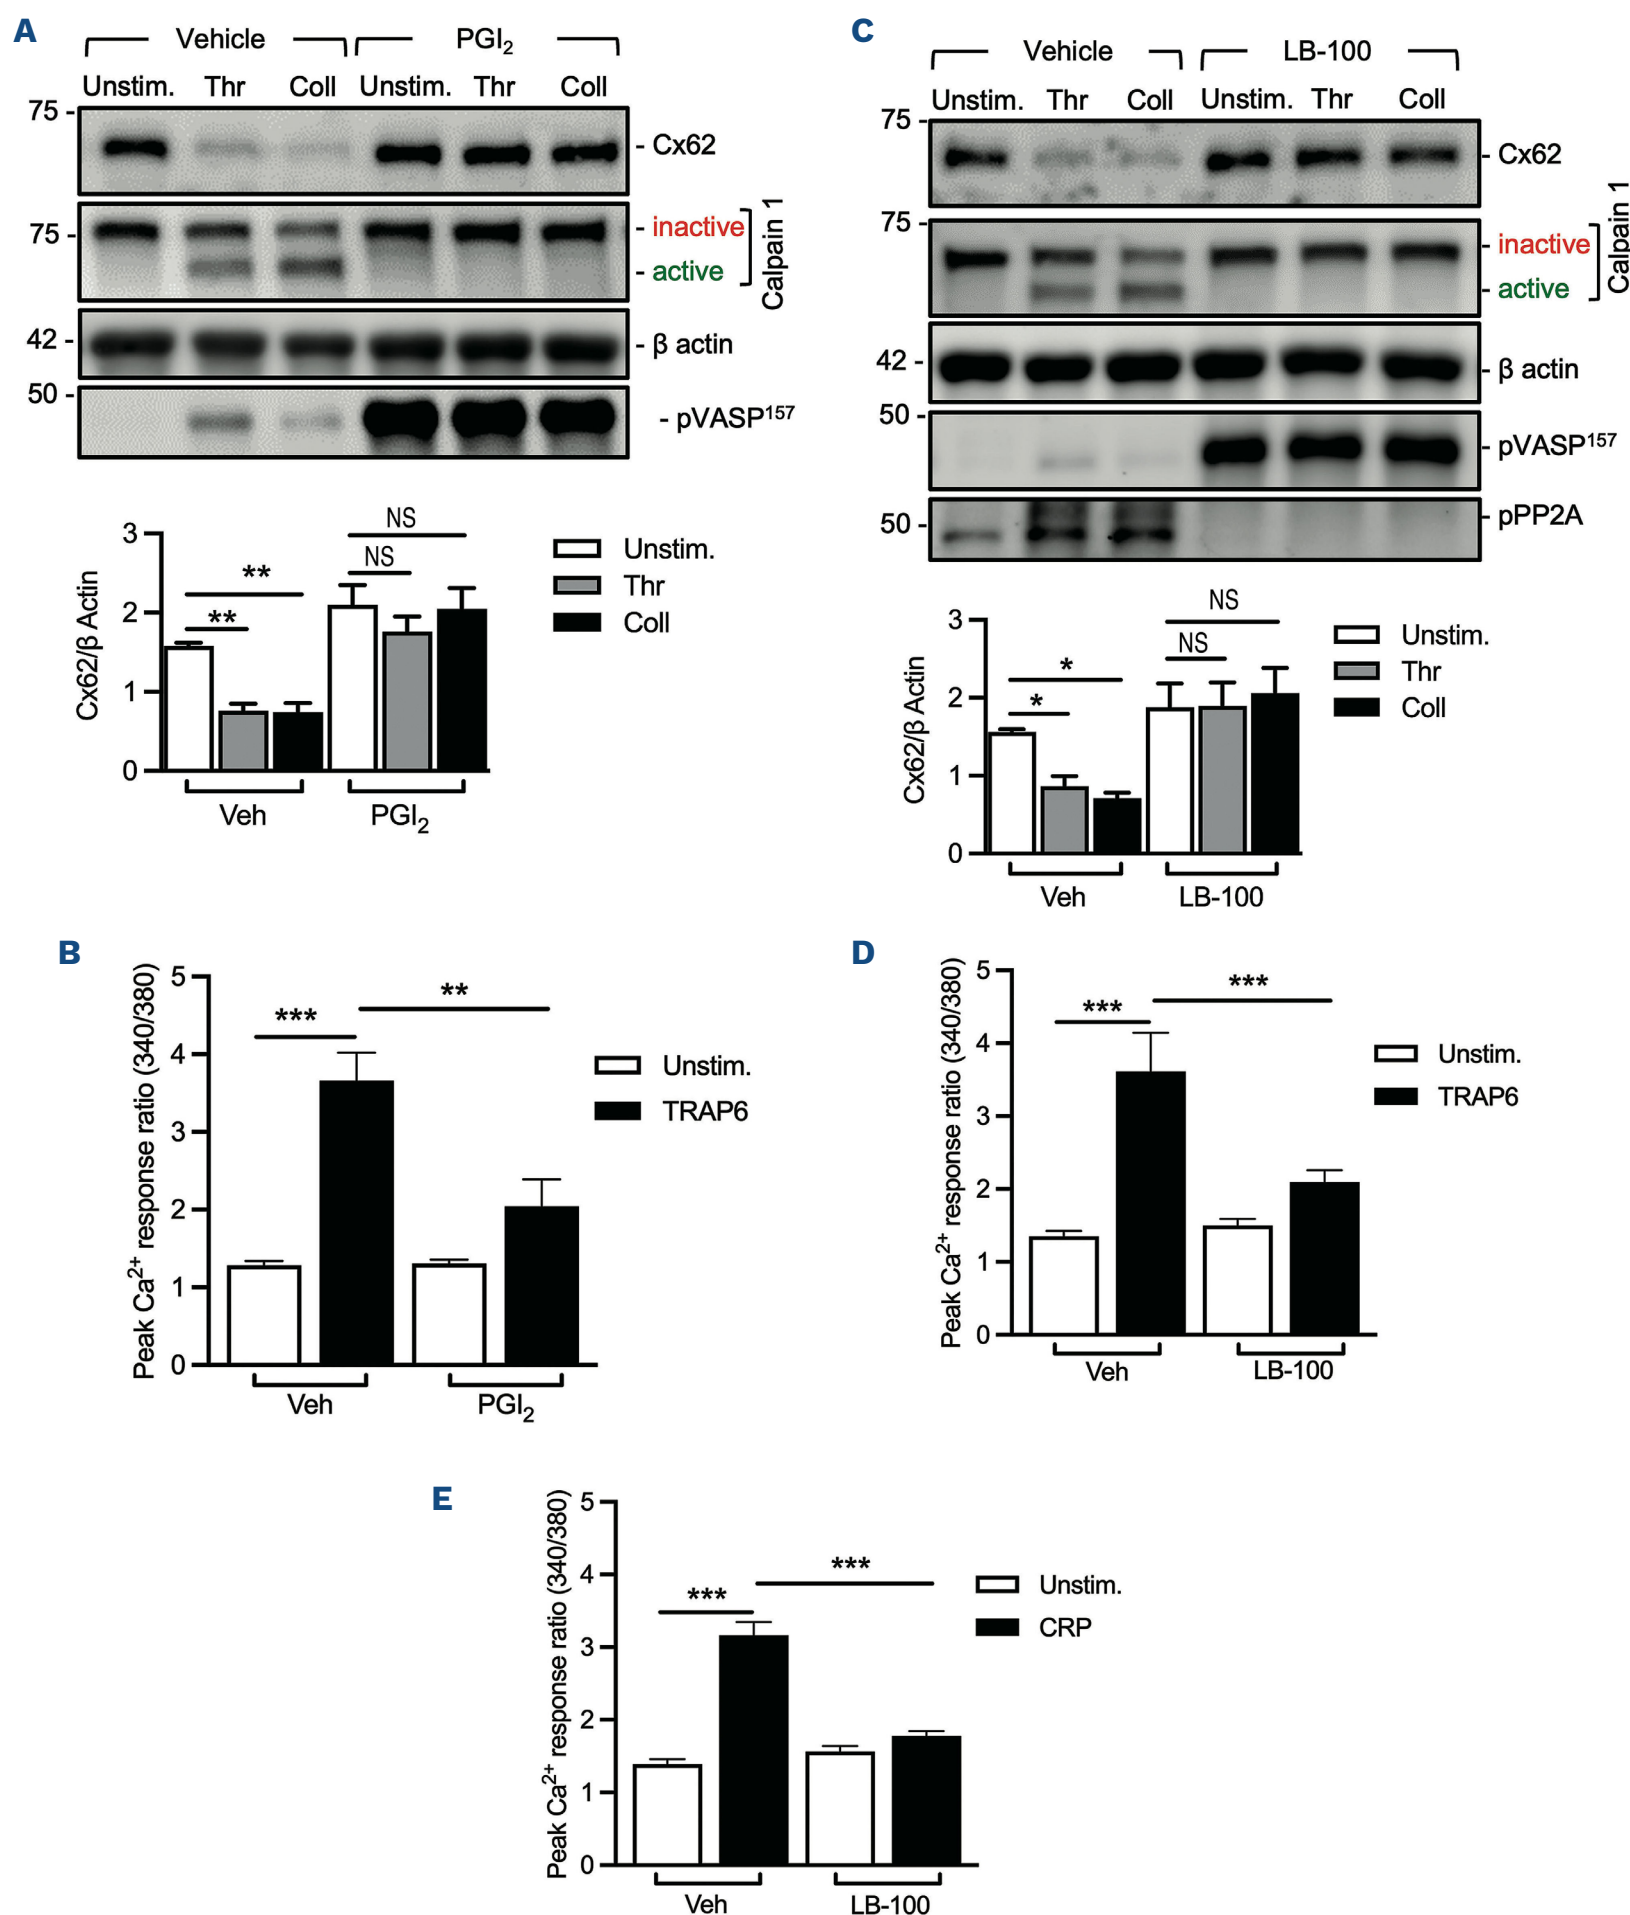 A
Vehicle PGI2
Unstim. Thr Coll Unstim. Thr Coll
75 -
- Cx62
75 -
- inactive
- active
Calpain 1
42 -
- β actin
50 -
- pVASP157
Cx62/β Actin
3
2
1
0
**
**
NS
NS
Veh PGI2
Unstim.
Thr
Coll
B
Peak Ca2+ response ratio (340/380)
5
4
3
2
1
0
***
**
Veh PGI2
Unstim.
TRAP6
C
Vehicle LB-100
Unstim. Thr Coll Unstim. Thr Coll
75 -
- Cx62
75 -
- inactive
- active
Calpain 1
42 -
- β actin
50 -
- pVASP157
50 -
- pPP2A
Cx62/β Actin
3
2
1
0
*
*
NS
NS
Veh LB-100
Unstim.
Thr
Coll
D
Peak Ca2+ response ratio (340/380)
5
4
3
2
1
0
***
***
Veh LB-100
Unstim.
TRAP6
E
Peak Ca2+ response ratio (340/380)
5
4
3
2
1
0
***
***
Veh LB-100
Unstim.
CRP